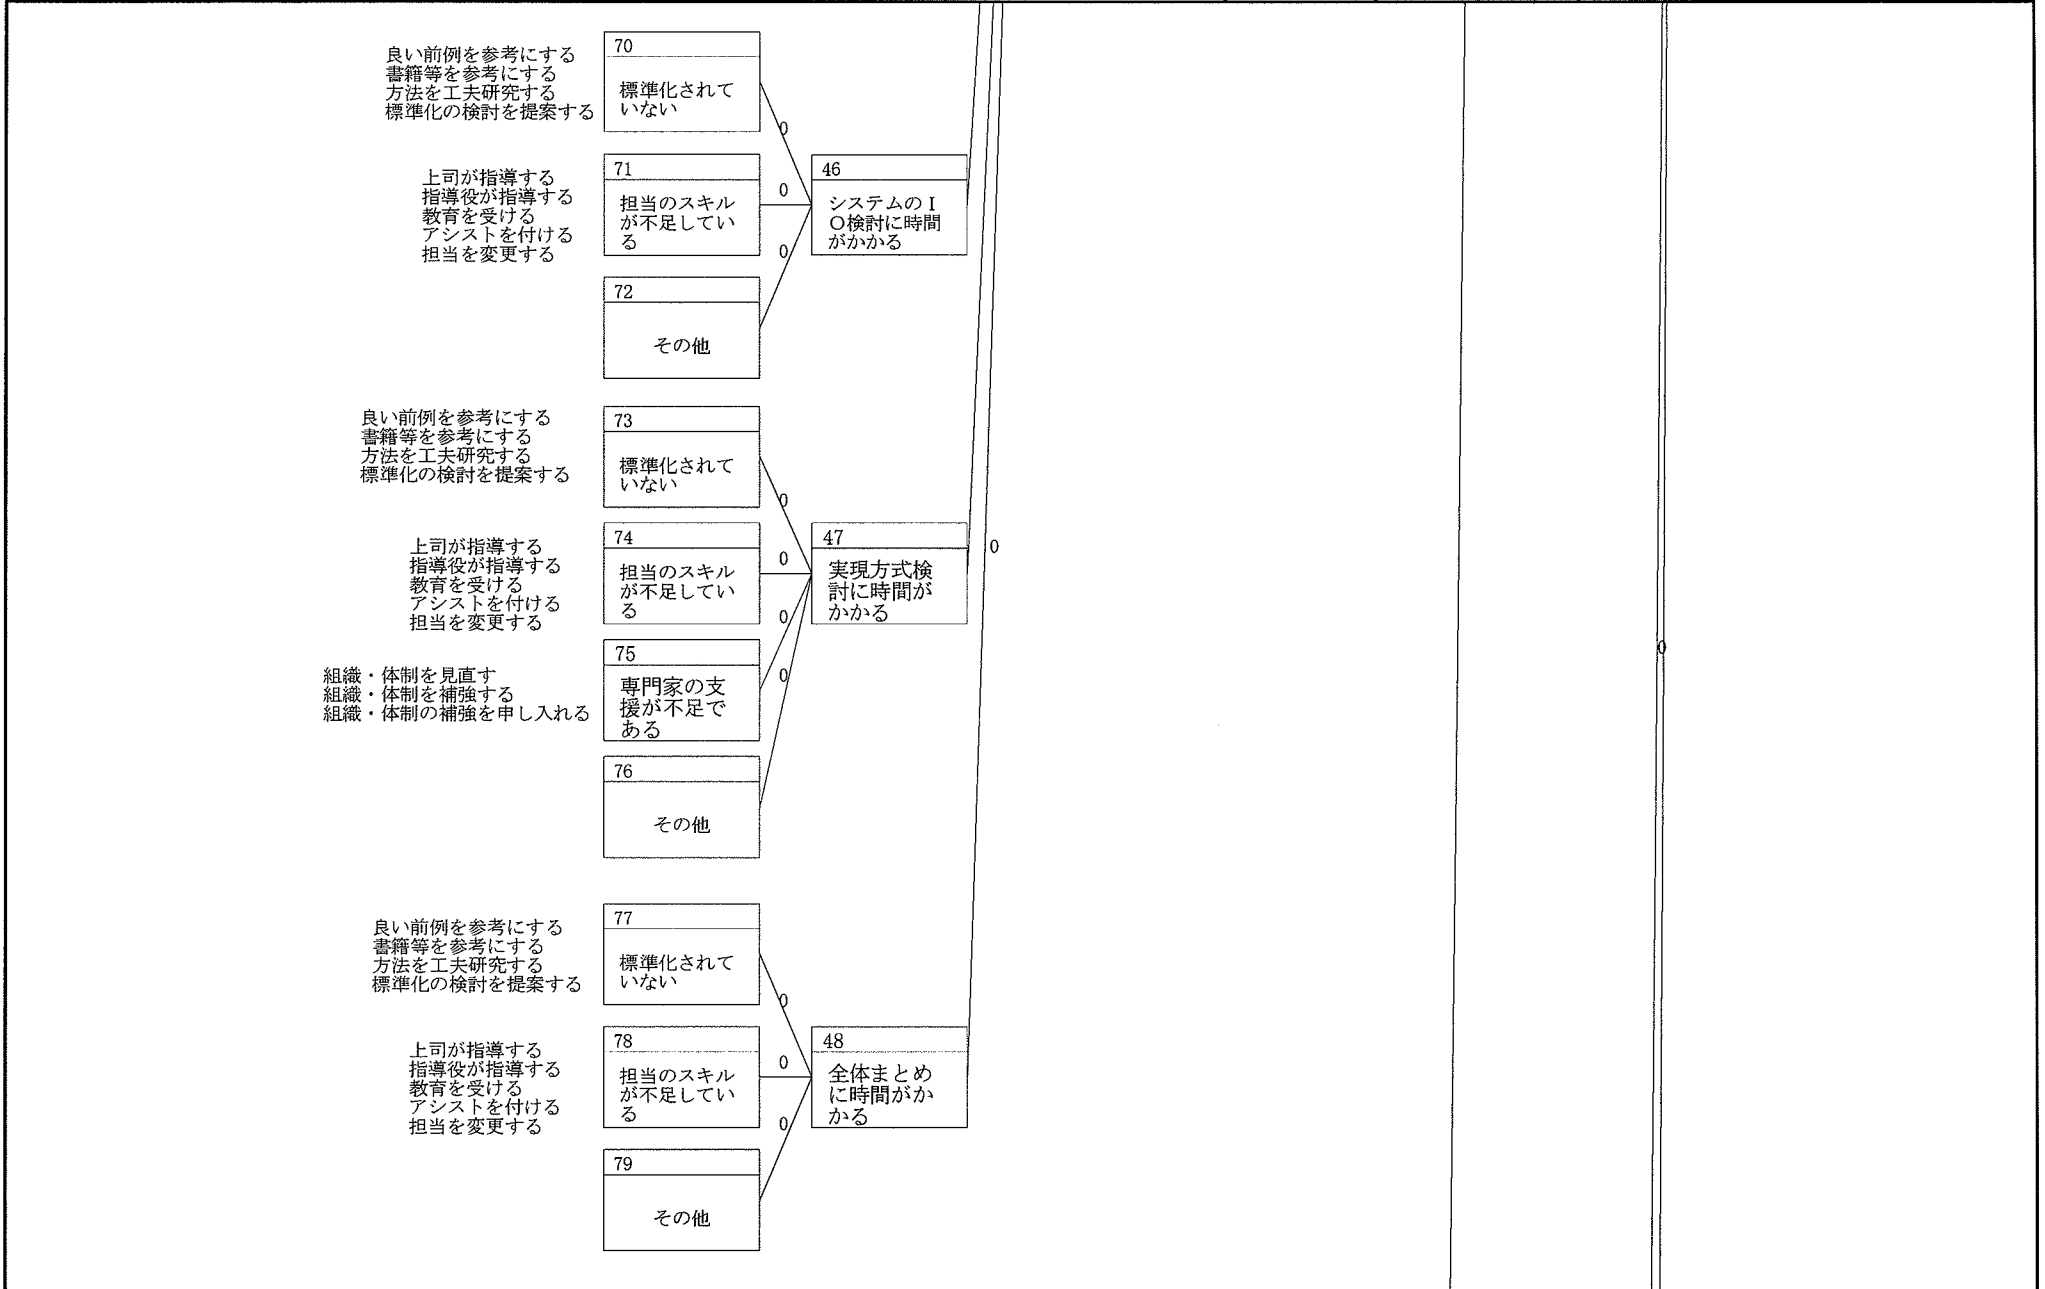 良い前例を参考にする
書籍等を参考にする
方法を工夫研究する
標準化の検討を提案する
70
標準化されて
いない
0
上司が指導する
指導役が指導する
教育を受ける
アシストを付ける
担当を変更する
71
担当のスキル
が不足してい
る
0
46
システムのI
O検討に時間
がかかる
0
72
その他
良い前例を参考にする
書籍等を参考にする
方法を工夫研究する
標準化の検討を提案する
73
標準化されて
いない
0
上司が指導する
指導役が指導する
教育を受ける
アシストを付ける
担当を変更する
74
担当のスキル
が不足してい
る
0
47
実現方式検
討に時間が
かかる
0
0
組織・体制を見直す
組織・体制を補強する
組織・体制の補強を申し入れる
75
専門家の支
援が不足で
ある
0
0
76
その他
良い前例を参考にする
書籍等を参考にする
方法を工夫研究する
標準化の検討を提案する
77
標準化されて
いない
0
上司が指導する
指導役が指導する
教育を受ける
アシストを付ける
担当を変更する
78
担当のスキル
が不足してい
る
0
48
全体まとめ
に時間がか
かる
0
79
その他